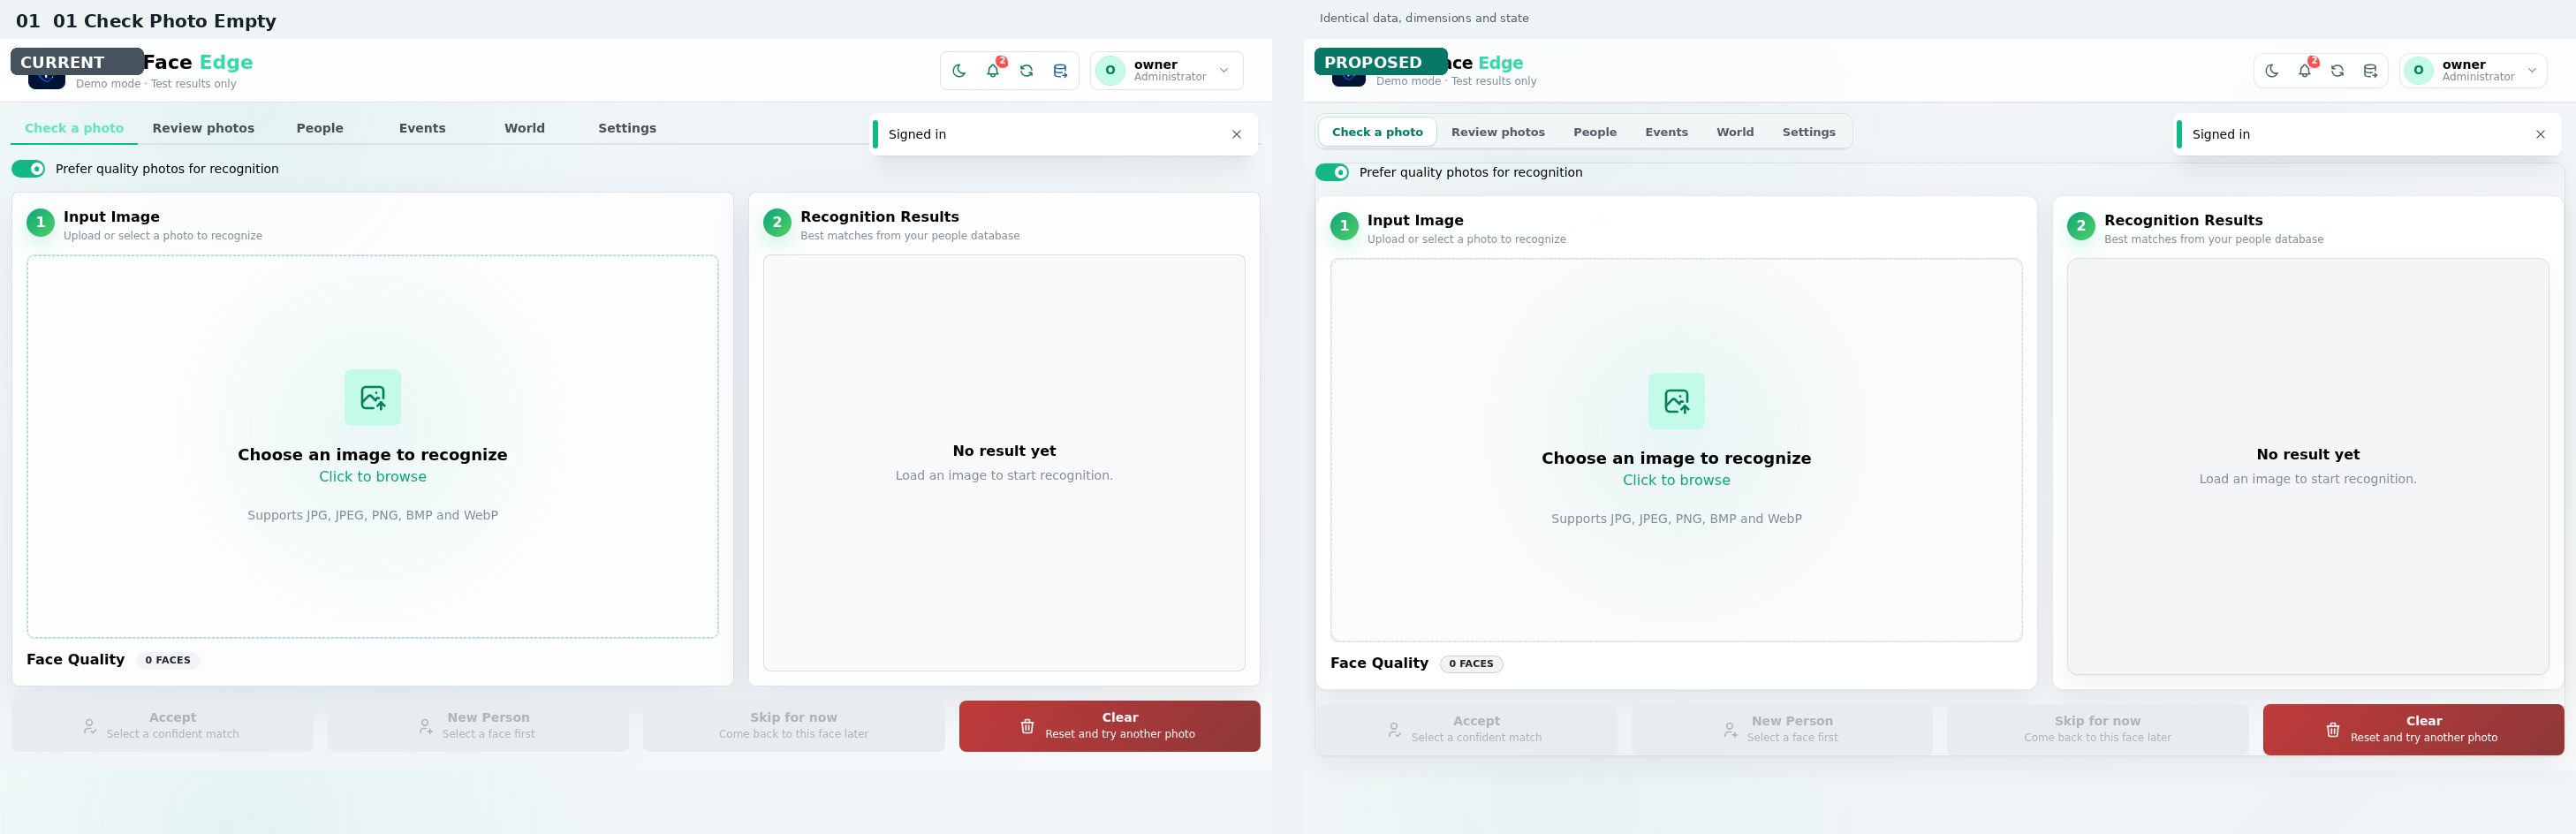 01 01 Check Photo Empty
CURRENT
Face Edge
Demo mode · Test results only
2
O
owner
Administrator
Check a photo
Review photos
People
Events
World
Settings
Signed in
Prefer quality photos for recognition
1
Input Image
Upload or select a photo to recognize
Choose an image to recognize
Click to browse
Supports JPG, JPEG, PNG, BMP and WebP
Face Quality
0 FACES
2
Recognition Results
Best matches from your people database
No result yet
Load an image to start recognition.
Accept
Select a confident match
New Person
Select a face first
Skip for now
Come back to this face later
Clear
Reset and try another photo
Identical data, dimensions and state
PROPOSED
ace Edge
Demo mode · Test results only
2
O
owner
Administrator
Check a photo
Review photos
People
Events
World
Settings
Signed in
Prefer quality photos for recognition
1
Input Image
Upload or select a photo to recognize
Choose an image to recognize
Click to browse
Supports JPG, JPEG, PNG, BMP and WebP
Face Quality
0 FACES
2
Recognition Results
Best matches from your people database
No result yet
Load an image to start recognition.
Accept
Select a confident match
New Person
Select a face first
Skip for now
Come back to this face later
Clear
Reset and try another photo